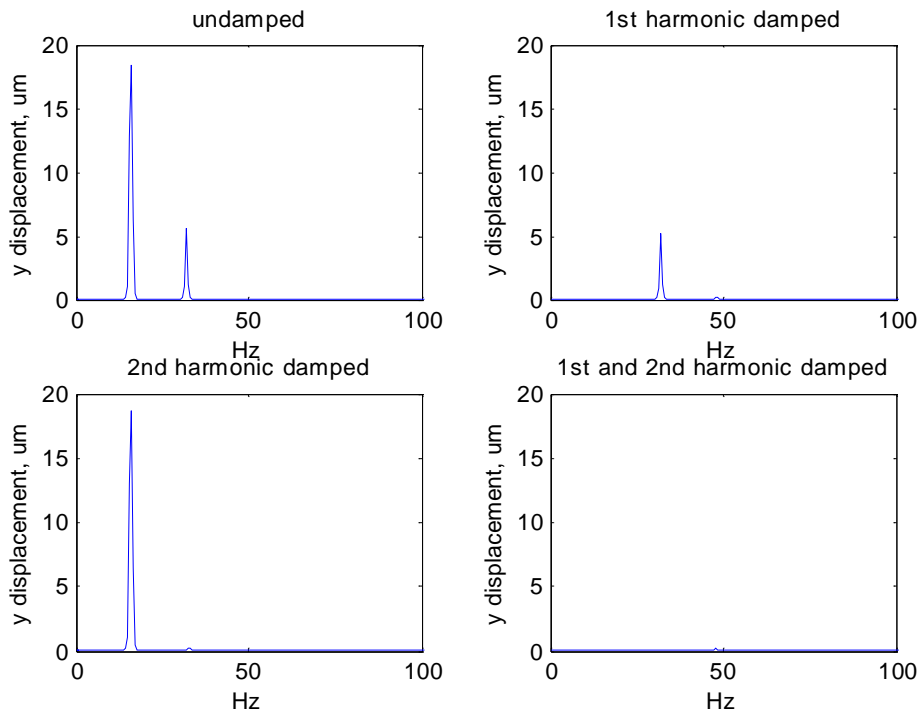 undamped
20
15
10
5
0
y displacement, um
0 50 100
Hz
1st harmonic damped
20
15
10
5
0
y displacement, um
0 50 100
Hz
2nd harmonic damped
20
15
10
5
0
y displacement, um
0 50 100
Hz
1st and 2nd harmonic damped
20
15
10
5
0
y displacement, um
0 50 100
Hz